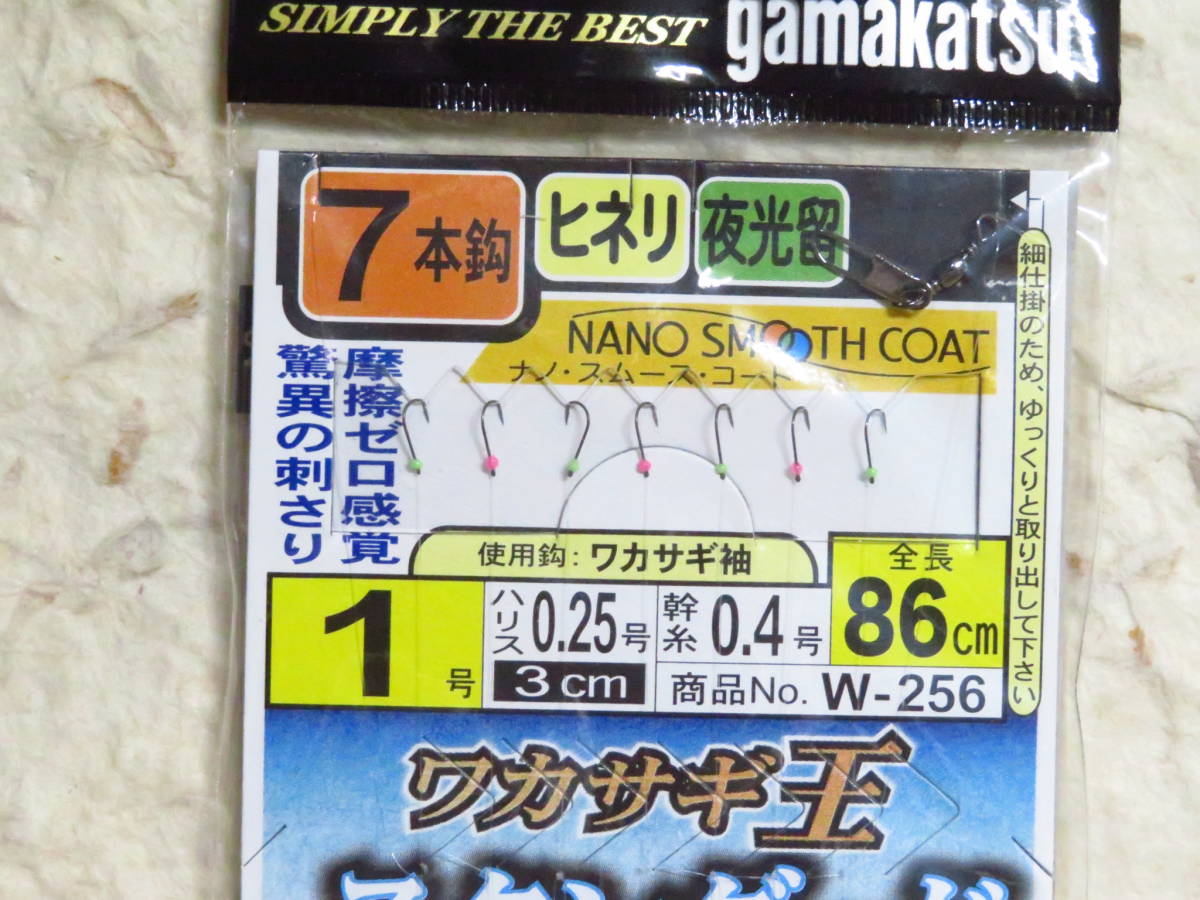 SIMPLY THE BEST gamakatsu
7本鈎
ヒネリ
夜光留
NANO SMOOTH COAT
ナノ・スムース・コート
摩擦ゼロ感覚
驚異の刺さり
細仕掛のため、ゆっくりと取り出して下さい
使用鈎：ワカサギ袖
1号
ハリス 0.25号
3cm
幹糸 0.4号
全長
86cm
商品No. W-256
ワカサギ王